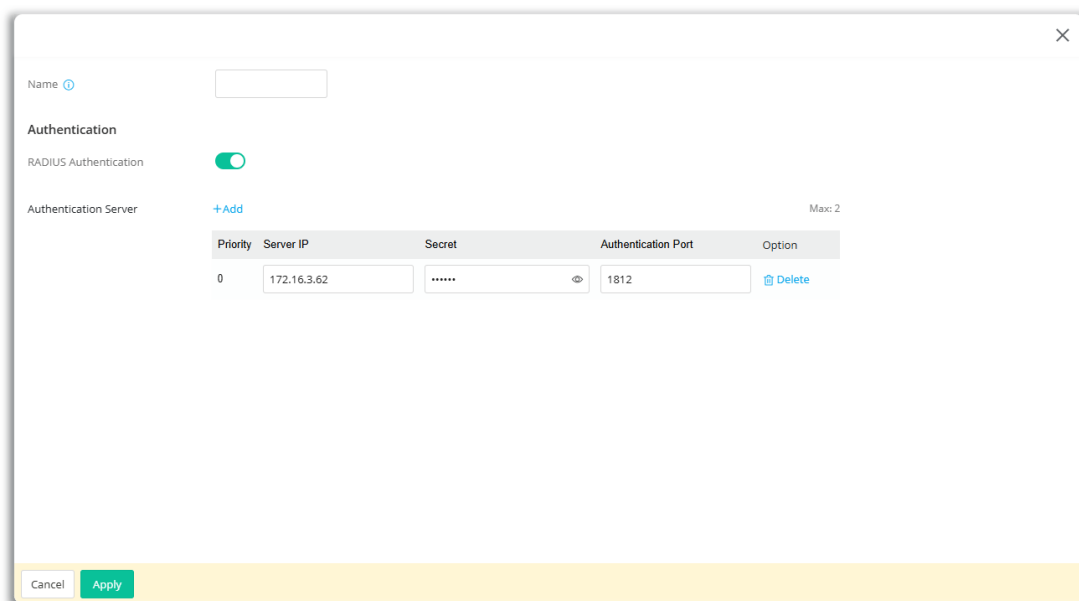 Name
Authentication
RADIUS Authentication
Authentication Server +Add Max: 2
Priority Server IP Secret Authentication Port Option
0 172.16.3.62 •••••• 1812 Delete
Cancel Apply